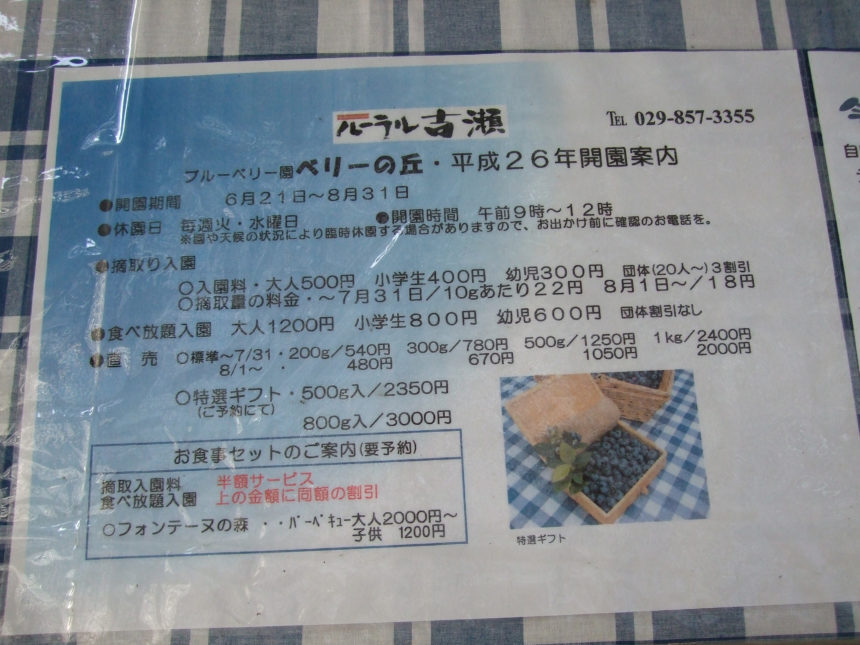 ルーラル吉瀬
TEL 029-857-3355
ブルーベリー園ベリーの丘・平成26年開園案内
●開園期間 6月21日~8月31日
●休園日 毎週火・水曜日 ●開園時間 午前9時~12時
※園や天候の状況により臨時休園する場合がありますので、お出かけ前に確認のお電話を。
●摘取り入園
○入園料・大人500円 小学生400円 幼児300円 団体(20人~)3割引
○摘取量の料金・~7月31日/10gあたり22円 8月1日~/18円
●食べ放題入園 大人1200円 小学生800円 幼児600円 団体割引なし
●直 売 ○標準~7/31・200g/540円 300g/780円 500g/1250円 1kg/2400円
8/1~ ・ 480円 670円 1050円 2000円
○特選ギフト・500g入/2350円
(ご予約にて)
800g入/3000円
お食事セットのご案内(要予約)
摘取入園料 半額サービス
食べ放題入園 上の金額に同額の割引
○フォンテーヌの森 ・・バーベキュー大人2000円~
子供 1200円
特選ギフト
自